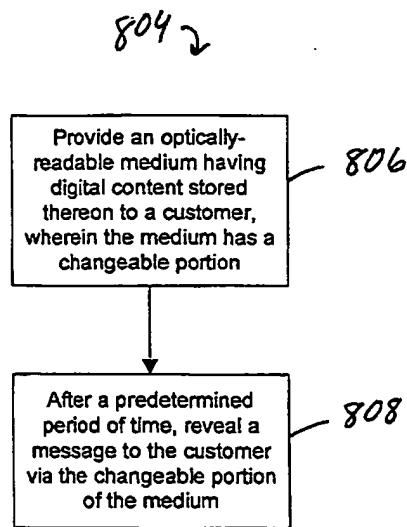 804
Provide an optically-
readable medium having
digital content stored
thereon to a customer,
wherein the medium has a
changeable portion
806
After a predetermined
period of time, reveal a
message to the customer
via the changeable portion
of the medium
808